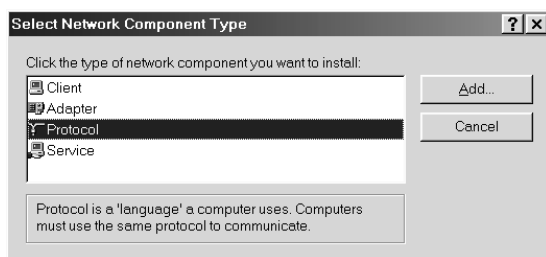 Select Network Component Type
Click the type of network component you want to install:
Client
Add...
Adapter
Protocol
Cancel
Service
Protocol is a 'language' a computer uses. Computers
must use the same protocol to communicate.